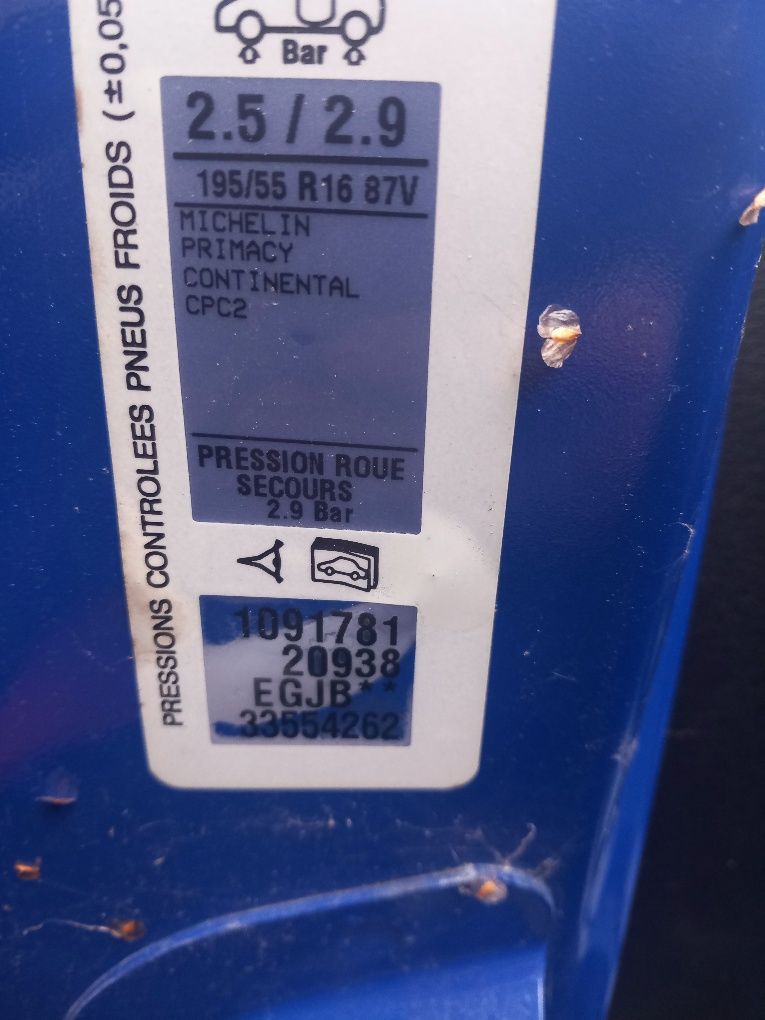 Bar
2.5 / 2.9
195/55 R16 87V
MICHELIN
PRIMACY
CONTINENTAL
CPC2
PRESSION ROUE
SECOURS
2.9 Bar
1091781
20938
EGJB**
33554262
PRESSIONS CONTROLEES PNEUS FROIDS (±0,05